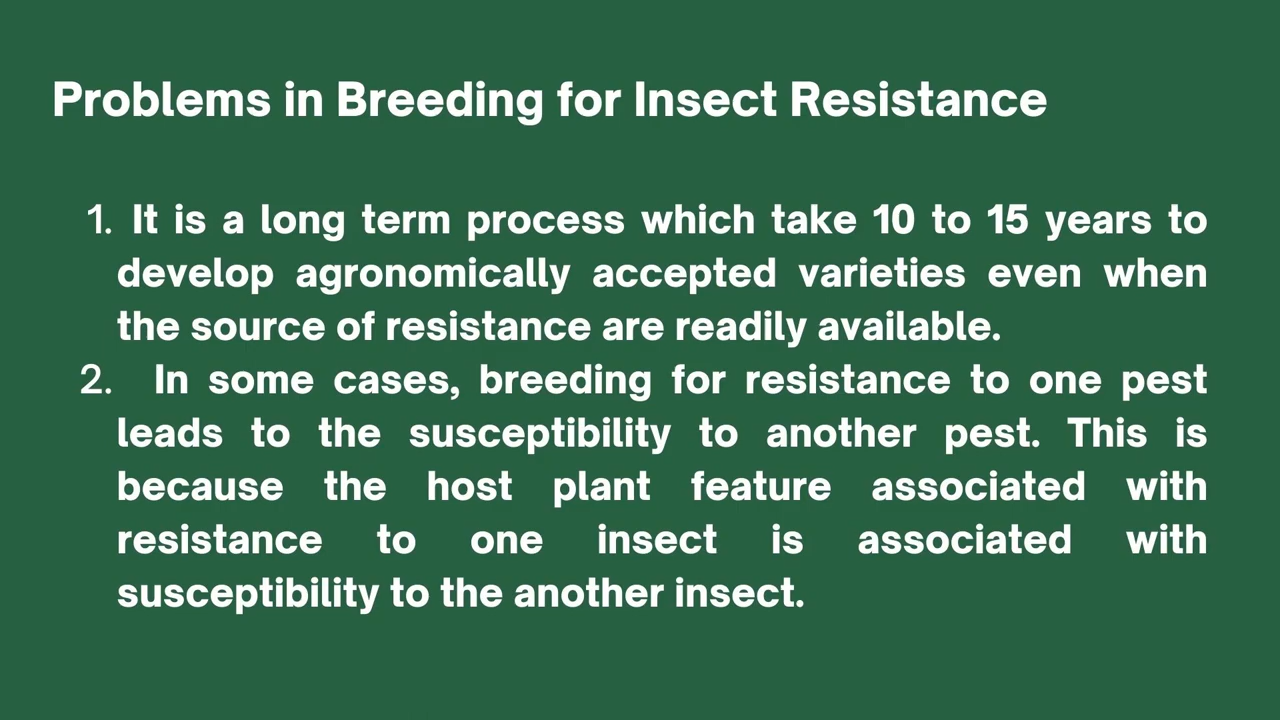 Problems in Breeding for Insect Resistance
1. It is a long term process which take 10 to 15 years to
develop agronomically accepted varieties even when
the source of resistance are readily available.
2. In some cases, breeding for resistance to one pest
leads to the susceptibility to another pest. This is
because the host plant feature associated with
resistance to one insect is associated with
susceptibility to the another insect.